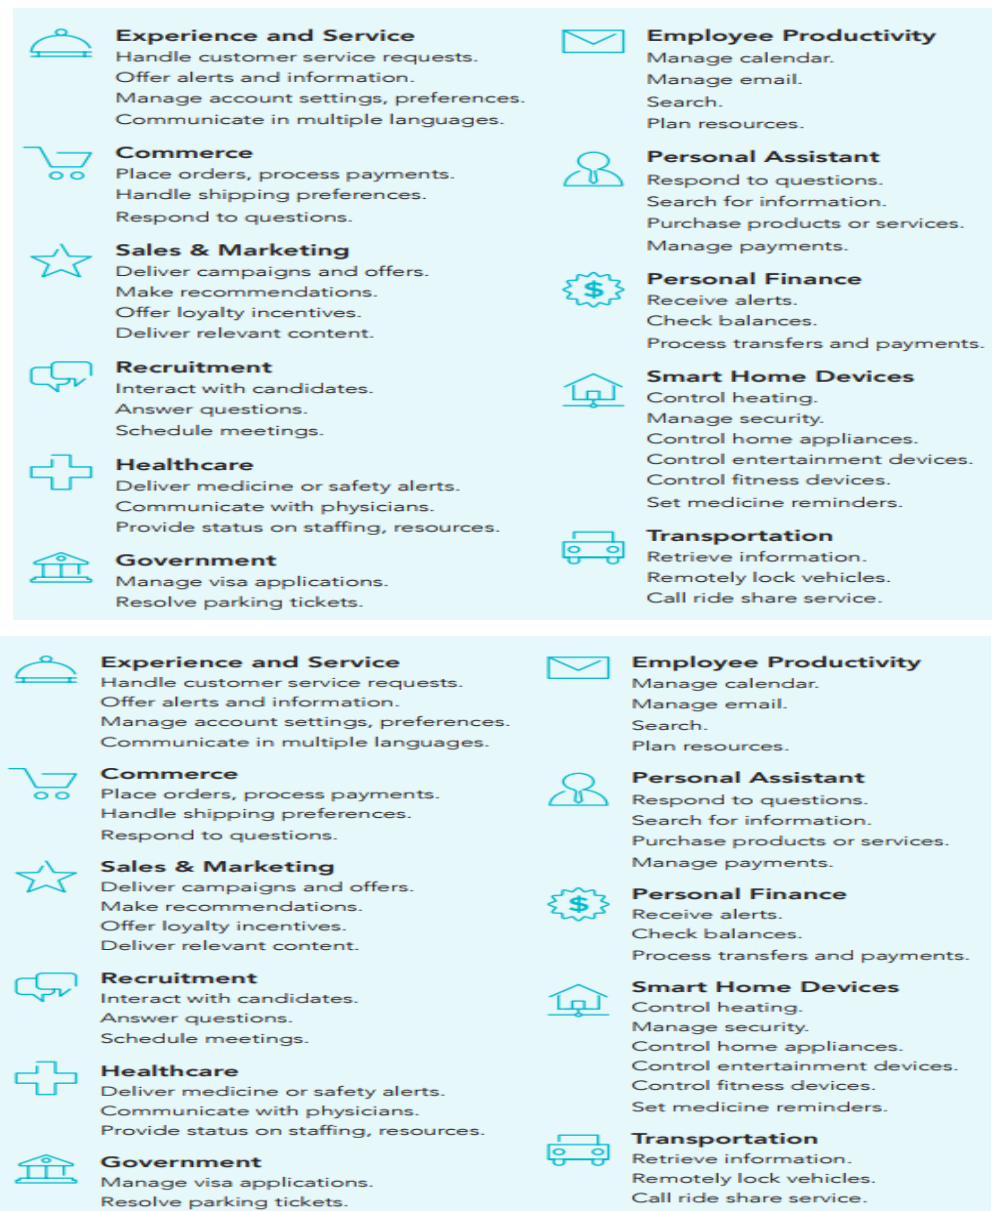 Experience and Service
Handle customer service requests.
Offer alerts and information.
Manage account settings, preferences.
Communicate in multiple languages.
Commerce
Place orders, process payments.
Handle shipping preferences.
Respond to questions.
Sales & Marketing
Deliver campaigns and offers.
Make recommendations.
Offer loyalty incentives.
Deliver relevant content.
Recruitment
Interact with candidates.
Answer questions.
Schedule meetings.
Healthcare
Deliver medicine or safety alerts.
Communicate with physicians.
Provide status on staffing, resources.
Government
Manage visa applications.
Resolve parking tickets.
Employee Productivity
Manage calendar.
Manage email.
Search.
Plan resources.
Personal Assistant
Respond to questions.
Search for information.
Purchase products or services.
Manage payments.
Personal Finance
$
Receive alerts.
Check balances.
Process transfers and payments.
Smart Home Devices
Control heating.
Manage security.
Control home appliances.
Control entertainment devices.
Control fitness devices.
Set medicine reminders.
Transportation
Retrieve information.
Remotely lock vehicles.
Call ride share service.
Experience and Service
Handle customer service requests.
Offer alerts and information.
Manage account settings, preferences.
Communicate in multiple languages.
Commerce
Place orders, process payments.
Handle shipping preferences.
Respond to questions.
Sales & Marketing
Deliver campaigns and offers.
Make recommendations.
Offer loyalty incentives.
Deliver relevant content.
Recruitment
Interact with candidates.
Answer questions.
Schedule meetings.
Healthcare
Deliver medicine or safety alerts.
Communicate with physicians.
Provide status on staffing, resources.
Government
Manage visa applications.
Resolve parking tickets.
Employee Productivity
Manage calendar.
Manage email.
Search.
Plan resources.
Personal Assistant
Respond to questions.
Search for information.
Purchase products or services.
Manage payments.
Personal Finance
$
Receive alerts.
Check balances.
Process transfers and payments.
Smart Home Devices
Control heating.
Manage security.
Control home appliances.
Control entertainment devices.
Control fitness devices.
Set medicine reminders.
Transportation
Retrieve information.
Remotely lock vehicles.
Call ride share service.